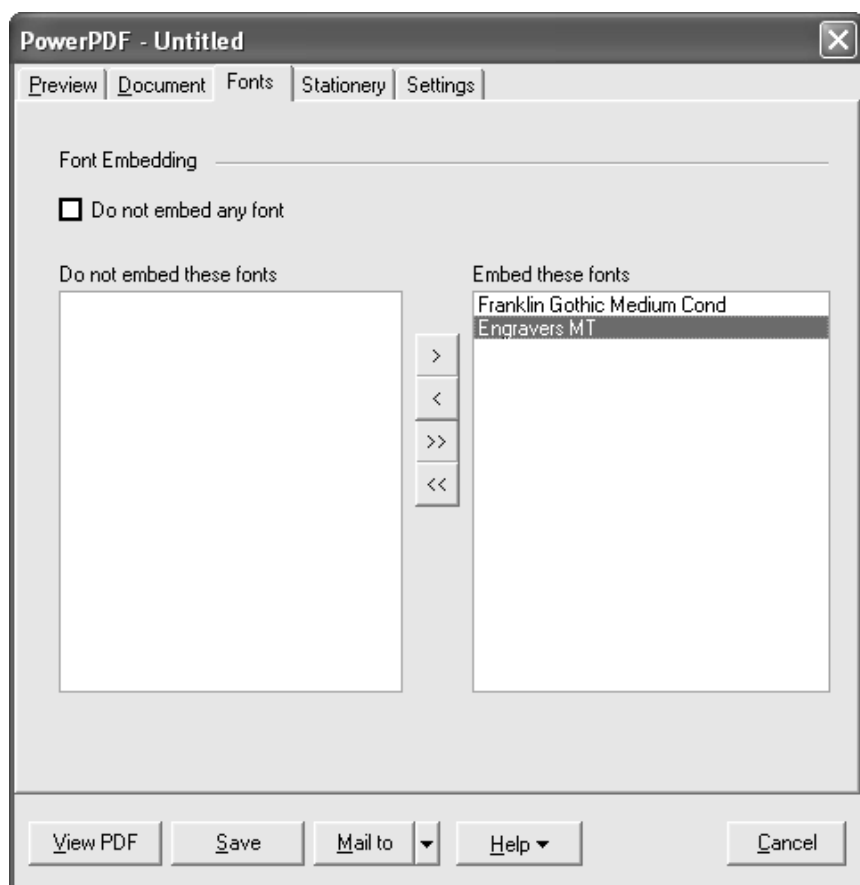 PowerPDF - Untitled
Preview Document Fonts Stationery Settings
Font Embedding
Do not embed any font
Do not embed these fonts Embed these fonts
Franklin Gothic Medium Cond
Engravers MT
>
<
>>
<<
View PDF Save Mail to Help Cancel